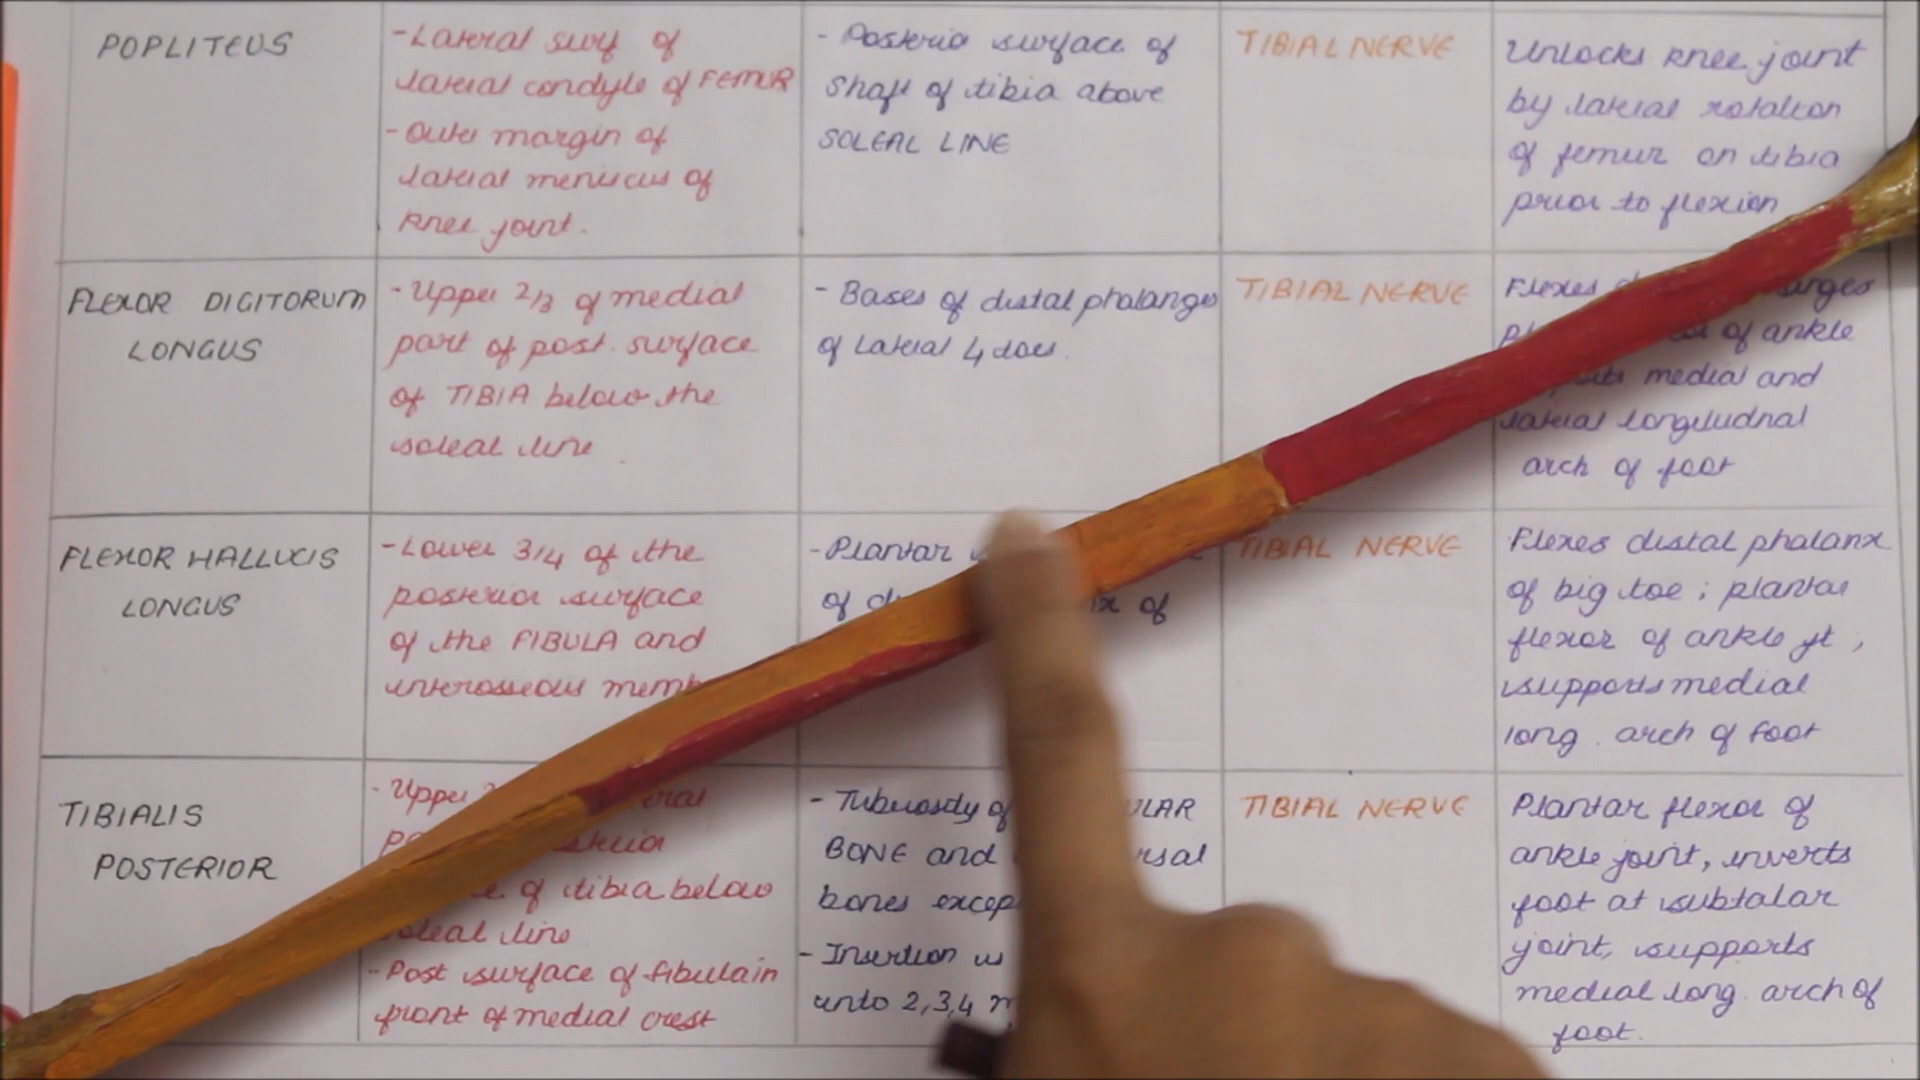 POPLITEUS
- Lateral surf of
lateral condyle of FEMUR
- Outer margin of
lateral meniscus of
knee joint.
- Posterior surface of
shaft of tibia above
SOLEAL LINE
TIBIAL NERVE
Unlocks knee joint
by lateral rotation
of femur on tibia
prior to flexion
FLEXOR DIGITORUM
LONGUS
- Upper 2/3 of medial
part of post. surface
of TIBIA below the
soleal line
- Bases of distal phalanges
of lateral 4 toes.
TIBIAL NERVE
Flexes
of ankle
medial and
lateral longitudnal
arch of foot
FLEXOR HALLUCIS
LONGUS
- Lower 3/4 of the
posterior surface
of the FIBULA and
interosseous
- Plantar
of of
TIBIAL NERVE
Flexes distal phalanx
of big toe ; plantar
flexor of ankle jt ,
supports medial
long . arch of foot
TIBIALIS
POSTERIOR
- Upper
of tibia below
line
- Post surface of fibula in
front of medial crest
- Tuberosity of
BONE and
bones
- Insertion is
into 2,3,4
TIBIAL NERVE
Plantar flexor of
ankle joint, inverts
foot at subtalar
joint, supports
medial long. arch of
foot.